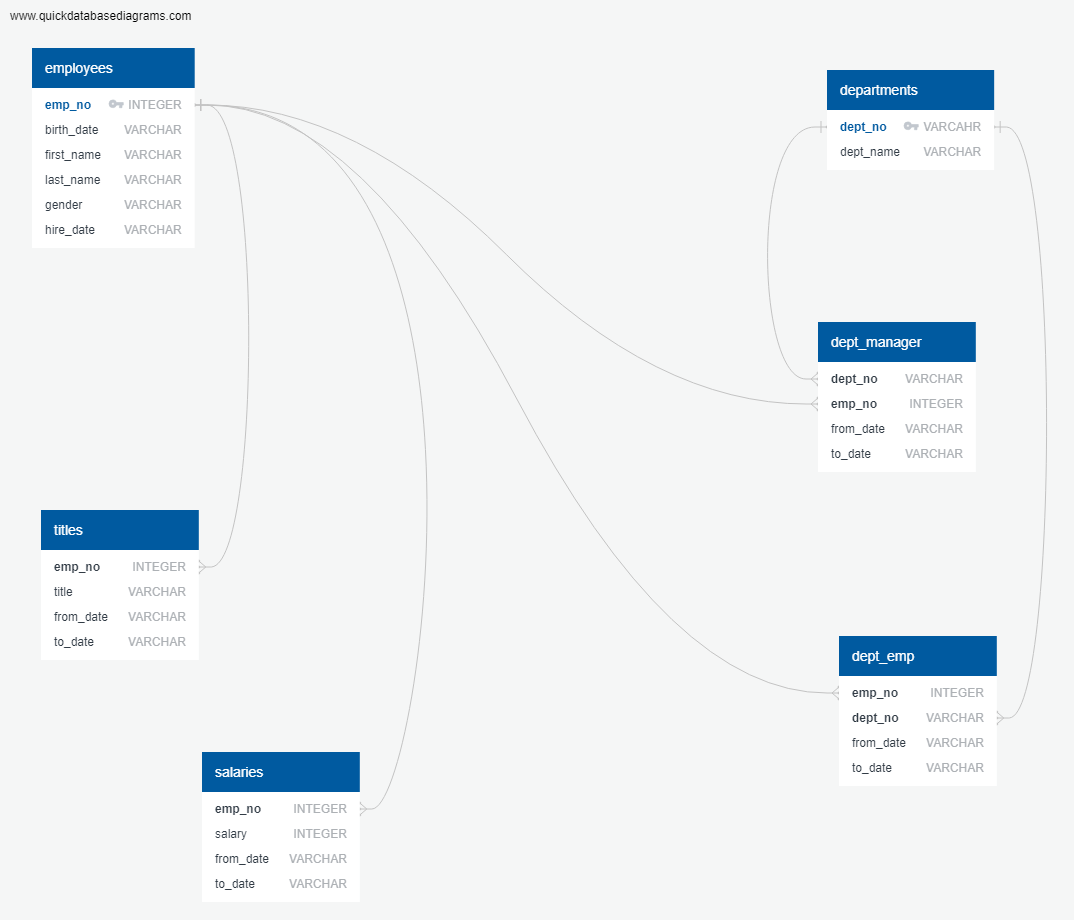 www.quickdatabasediagrams.com
employees
emp_no INTEGER
birth_date VARCHAR
first_name VARCHAR
last_name VARCHAR
gender VARCHAR
hire_date VARCHAR
departments
dept_no VARCAHR
dept_name VARCHAR
dept_manager
dept_no VARCHAR
emp_no INTEGER
from_date VARCHAR
to_date VARCHAR
titles
emp_no INTEGER
title VARCHAR
from_date VARCHAR
to_date VARCHAR
dept_emp
emp_no INTEGER
dept_no VARCHAR
from_date VARCHAR
to_date VARCHAR
salaries
emp_no INTEGER
salary INTEGER
from_date VARCHAR
to_date VARCHAR